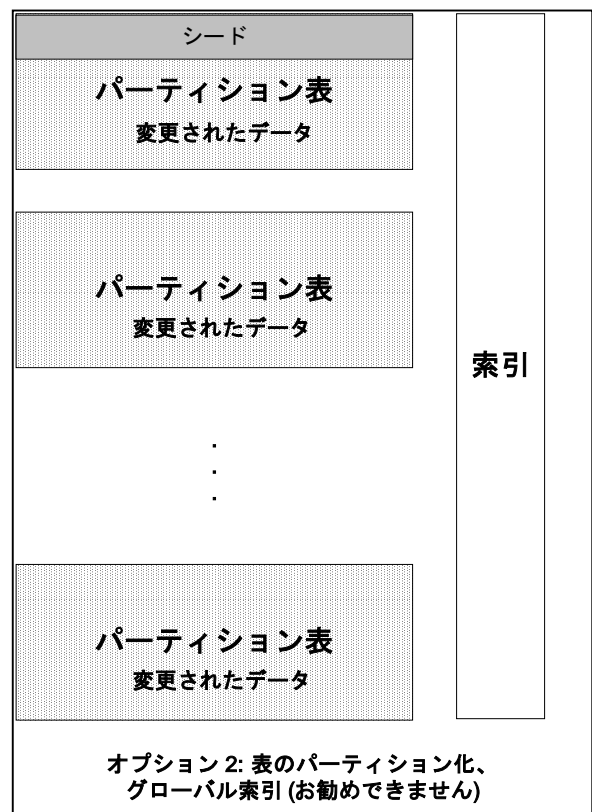 シード
パーティション表
変更されたデータ
パーティション表
変更されたデータ
.
.
.
パーティション表
変更されたデータ
索引
オプション 2: 表のパーティション化、
グローバル索引 (お勧めできません)